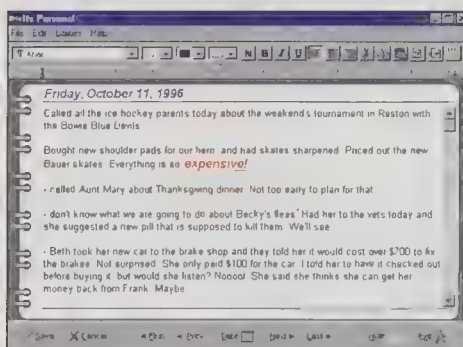 Personal
File Edit Help
Arial
N B I U
Friday, October 11, 1996
Called all the ice hockey parents today about the weekend's tournament in Reston with
the Bowie Blue Devils
Bought new shoulder pads for our hero and had skates sharpened. Priced out the new
Bauer skates. Everything is so expensive!
- called Aunt Mary about Thanksgiving dinner. Not too early to plan for that
- don't know what we are going to do about Becky's fleas! Had her to the vets today and
she suggested a new pill that is supposed to kill them. We'll see
- Beth took her new car to the brake shop and they told her it would cost over $700 to fix
the brakes. Not surprised. She only paid $100 for the car. I told her to have it checked out
before buying it but would she listen? Noooo! She said she thinks she can get her
money back from Frank. Maybe
Save Cancel First Prev Date Next Last Exit